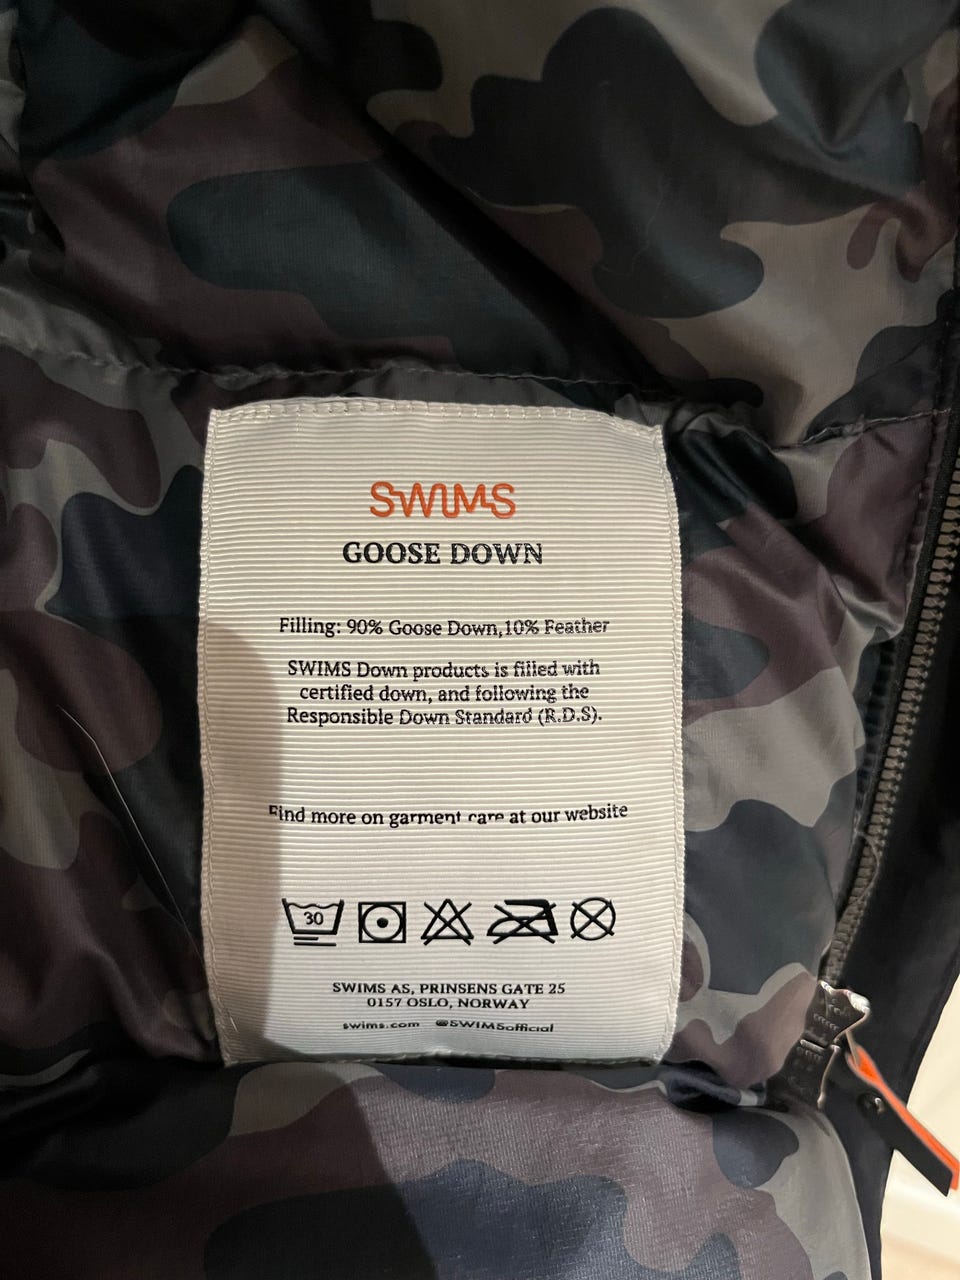 SWIMS
GOOSE DOWN
Filling: 90% Goose Down,10% Feather
SWIMS Down products is filled with
certified down, and following the
Responsible Down Standard (R.D.S).
Find more on garment care at our website
30
SWIMS AS, PRINSENS GATE 25
0157 OSLO, NORWAY
swims.com @SWIMSofficial